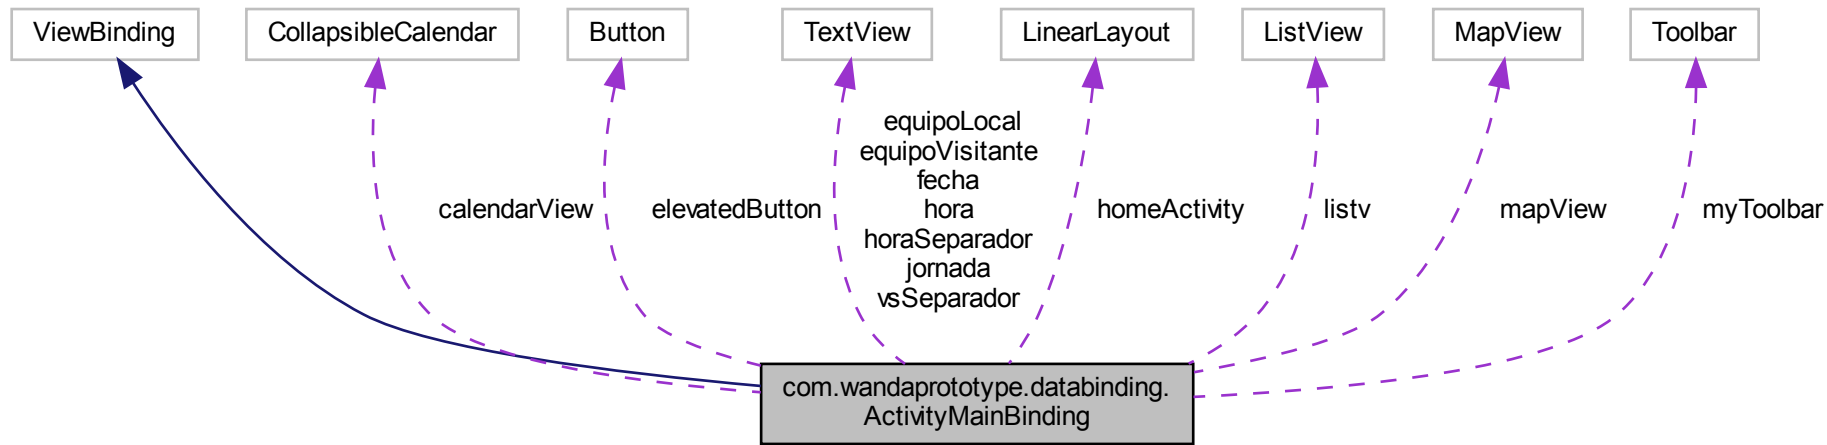 ViewBinding
CollapsibleCalendar
Button
TextView
LinearLayout
ListView
MapView
Toolbar
calendarView
elevatedButton
equipoLocal
equipoVisitante
fecha
hora
horaSeparador
jornada
vsSeparador
homeActivity
listv
mapView
myToolbar
com.wandaprototype.databinding.
ActivityMainBinding